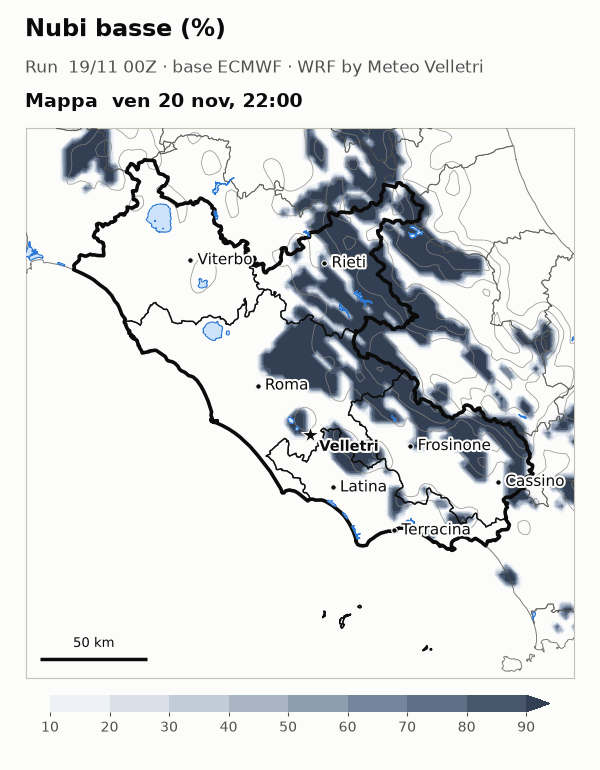 Nubi basse (%)
Run 19/11 00Z · base ECMWF · WRF by Meteo Velletri
Mappa ven 20 nov, 22:00
Viterbo
Rieti
Roma
Velletri
Frosinone
Cassino
Latina
Terracina
50 km
10 20 30 40 50 60 70 80 90